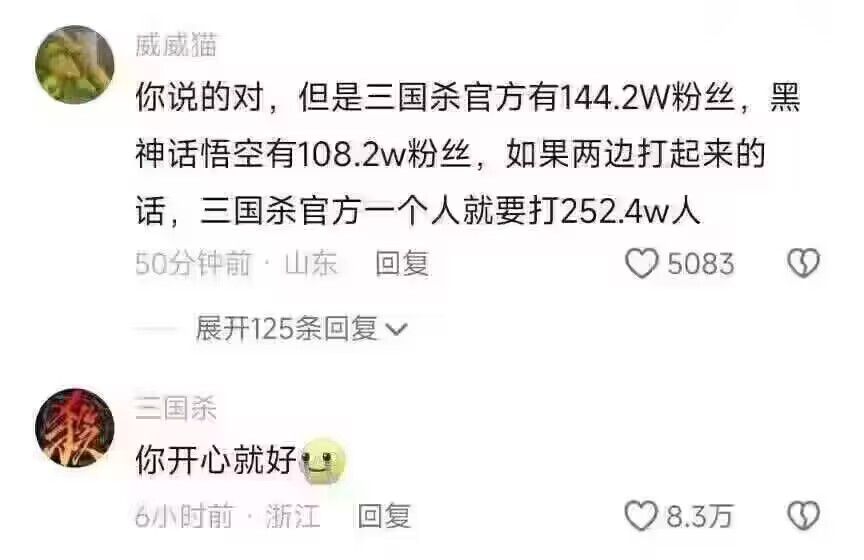 威威猫
你说的对，但是三国杀官方有144.2W粉丝，黑
神话悟空有108.2w粉丝，如果两边打起来的
话，三国杀官方一个人就要打252.4w人
50分钟前 · 山东 回复 5083
展开125条回复
三国杀
你开心就好
6小时前 · 浙江 回复 8.3万